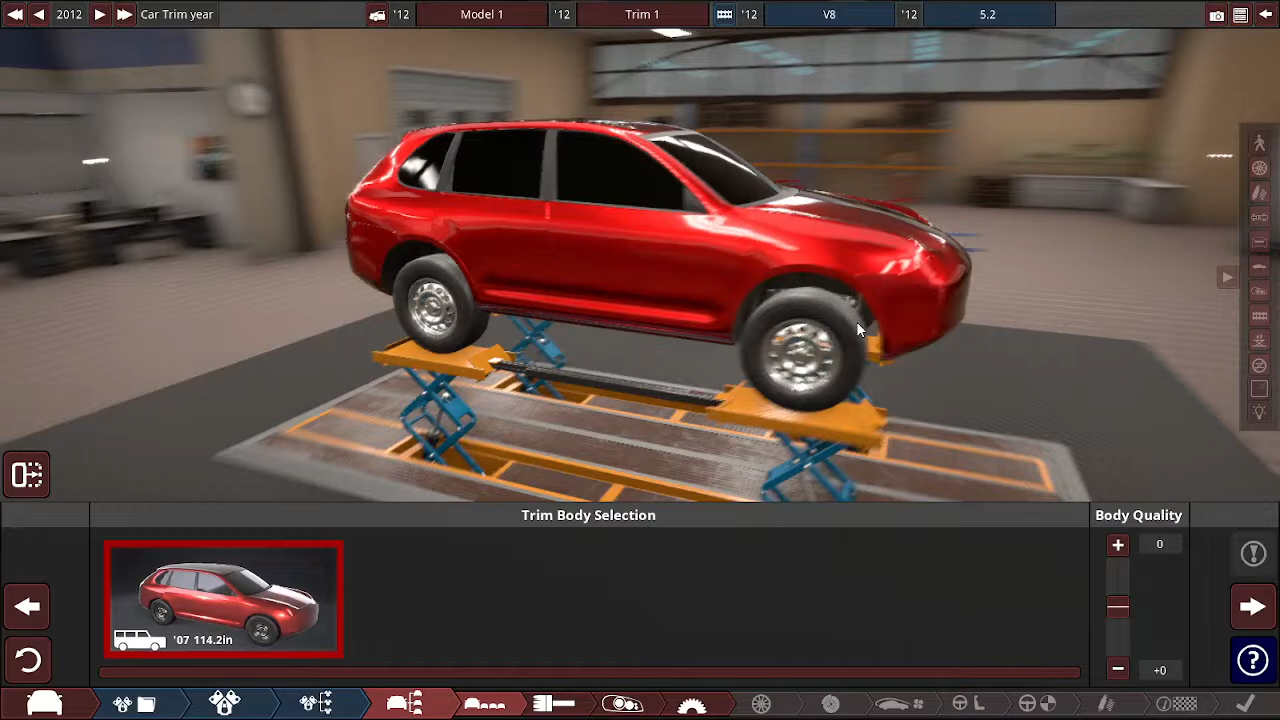 2012 Car Trim year '12 Model 1 '12 Trim 1 '12 V8 '12 5.2
Trim Body Selection
Body Quality
0
'07 114.2in
+0